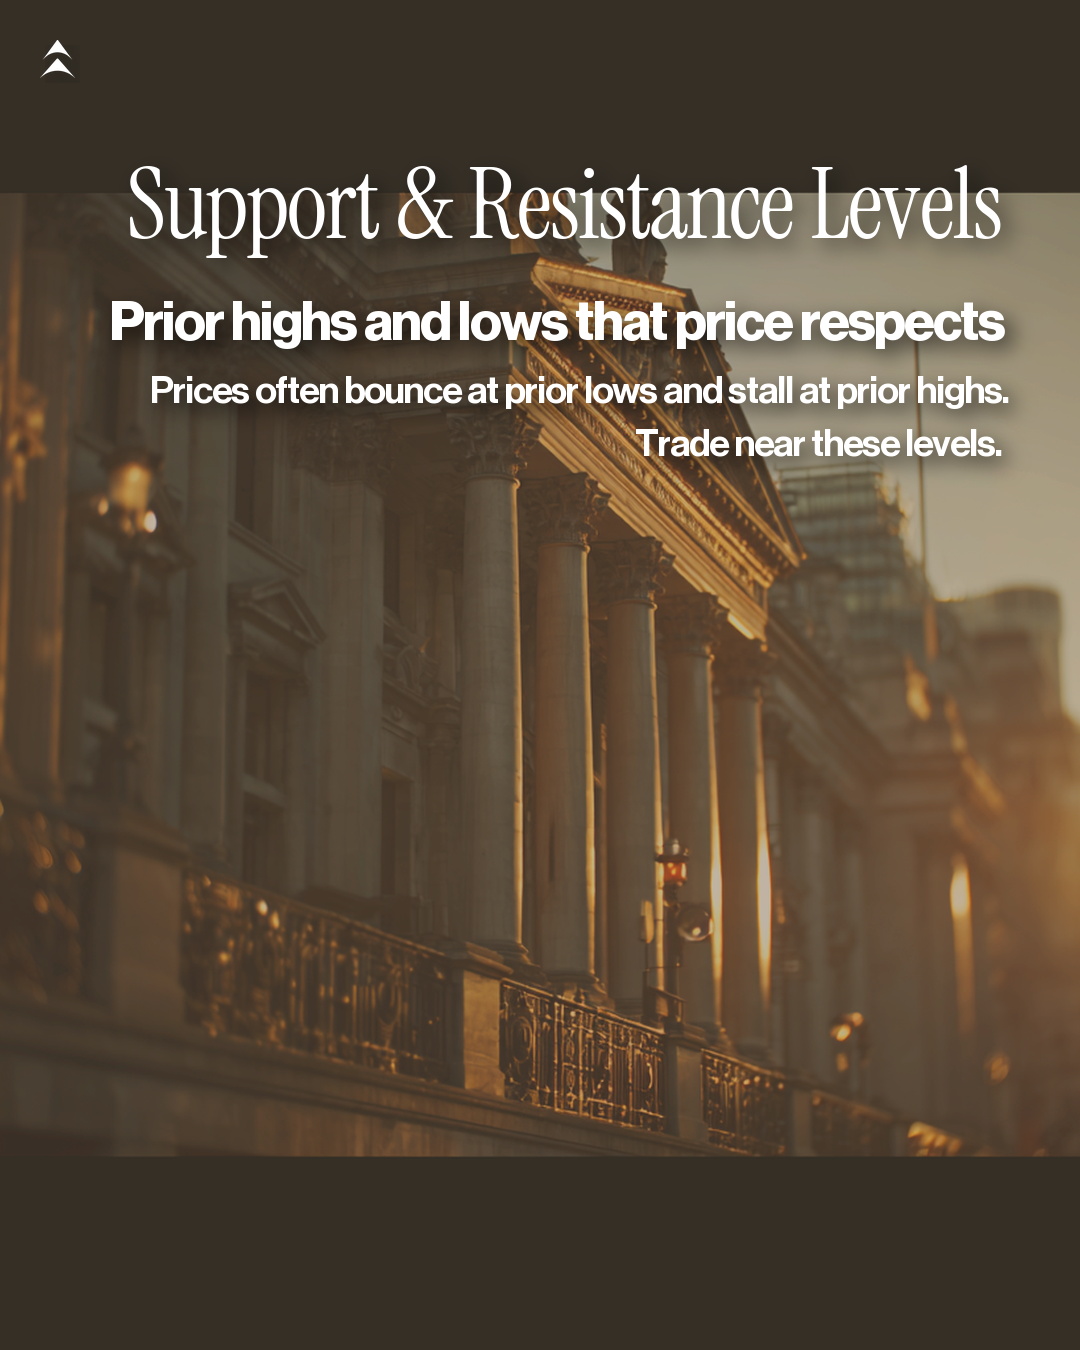 Support & Resistance Levels
Prior highs and lows that price respects
Prices often bounce at prior lows and stall at prior highs.
Trade near these levels.